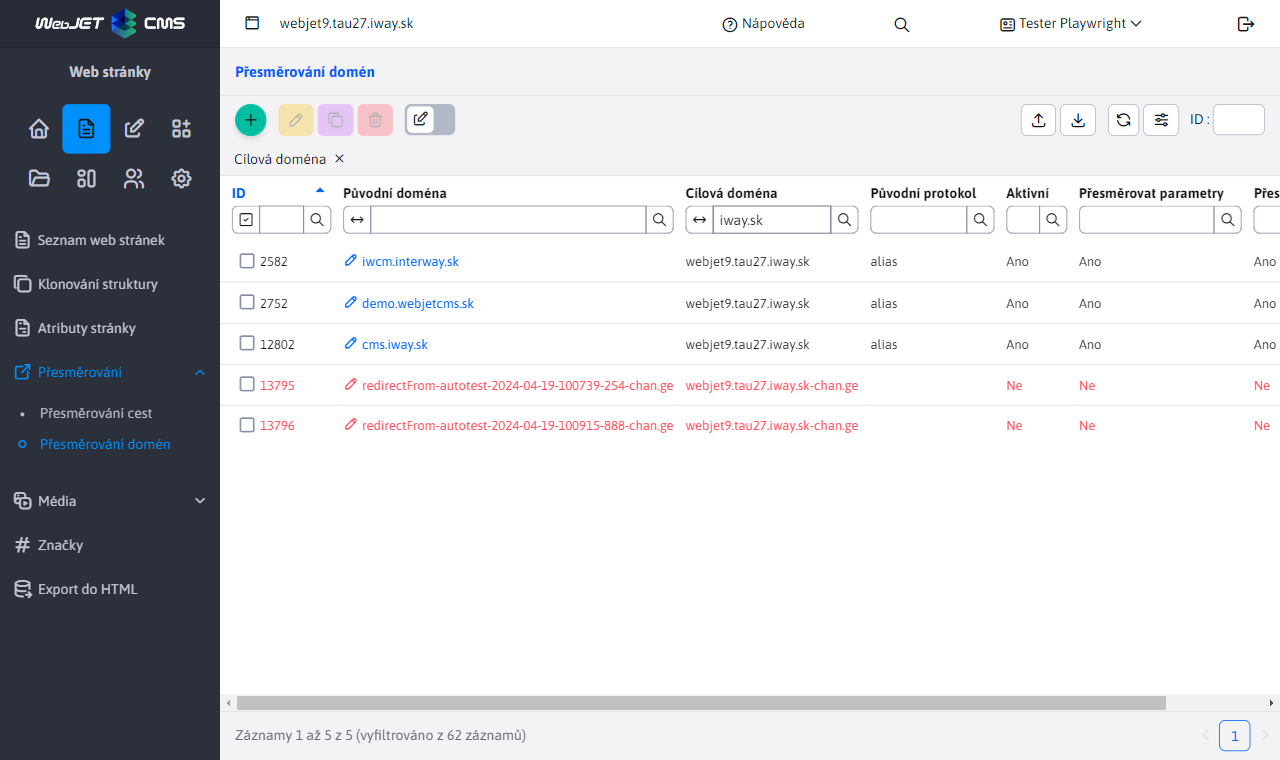 WebJET CMS
webjet9.tau27.iway.sk
Nápověda
Tester Playwright
Web stránky
Seznam web stránek
Klonování struktury
Atributy stránky
Přesměrování
Přesměrování cest
Přesměrování domén
Média
Značky
Export do HTML
Přesměrování domén
ID :
Cílová doména ×
ID Původní doména Cílová doména Původní protokol Aktivní Přesměrovat parametry Přes
iway.sk
2582 iwcm.interway.sk webjet9.tau27.iway.sk alias Ano Ano Ano
2752 demo.webjetcms.sk webjet9.tau27.iway.sk alias Ano Ano Ano
12802 cms.iway.sk webjet9.tau27.iway.sk alias Ano Ano Ano
13795 redirectFrom-autotest-2024-04-19-100739-254-chan.ge webjet9.tau27.iway.sk-chan.ge Ne Ne Ne
13796 redirectFrom-autotest-2024-04-19-100915-888-chan.ge webjet9.tau27.iway.sk-chan.ge Ne Ne Ne
Záznamy 1 až 5 z 5 (vyfiltrováno z 62 záznamů)
1